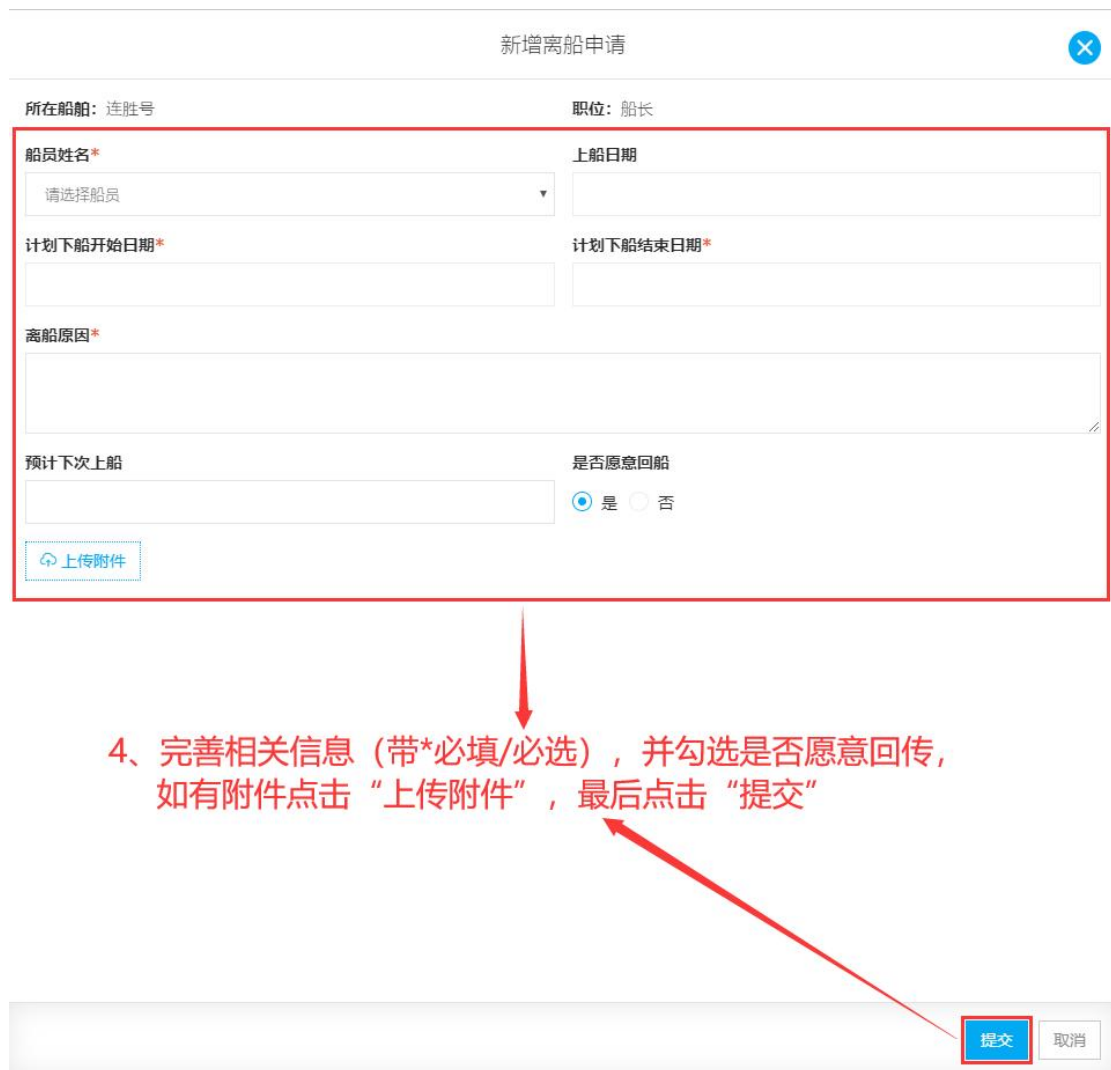 新增离船申请
所在船舶：连胜号 职位：船长
船员姓名* 上船日期
请选择船员
计划下船开始日期* 计划下船结束日期*
离船原因*
预计下次上船 是否愿意回船
是 否
上传附件
4、完善相关信息（带*必填/必选），并勾选是否愿意回传，
如有附件点击“上传附件”，最后点击“提交”
提交 取消